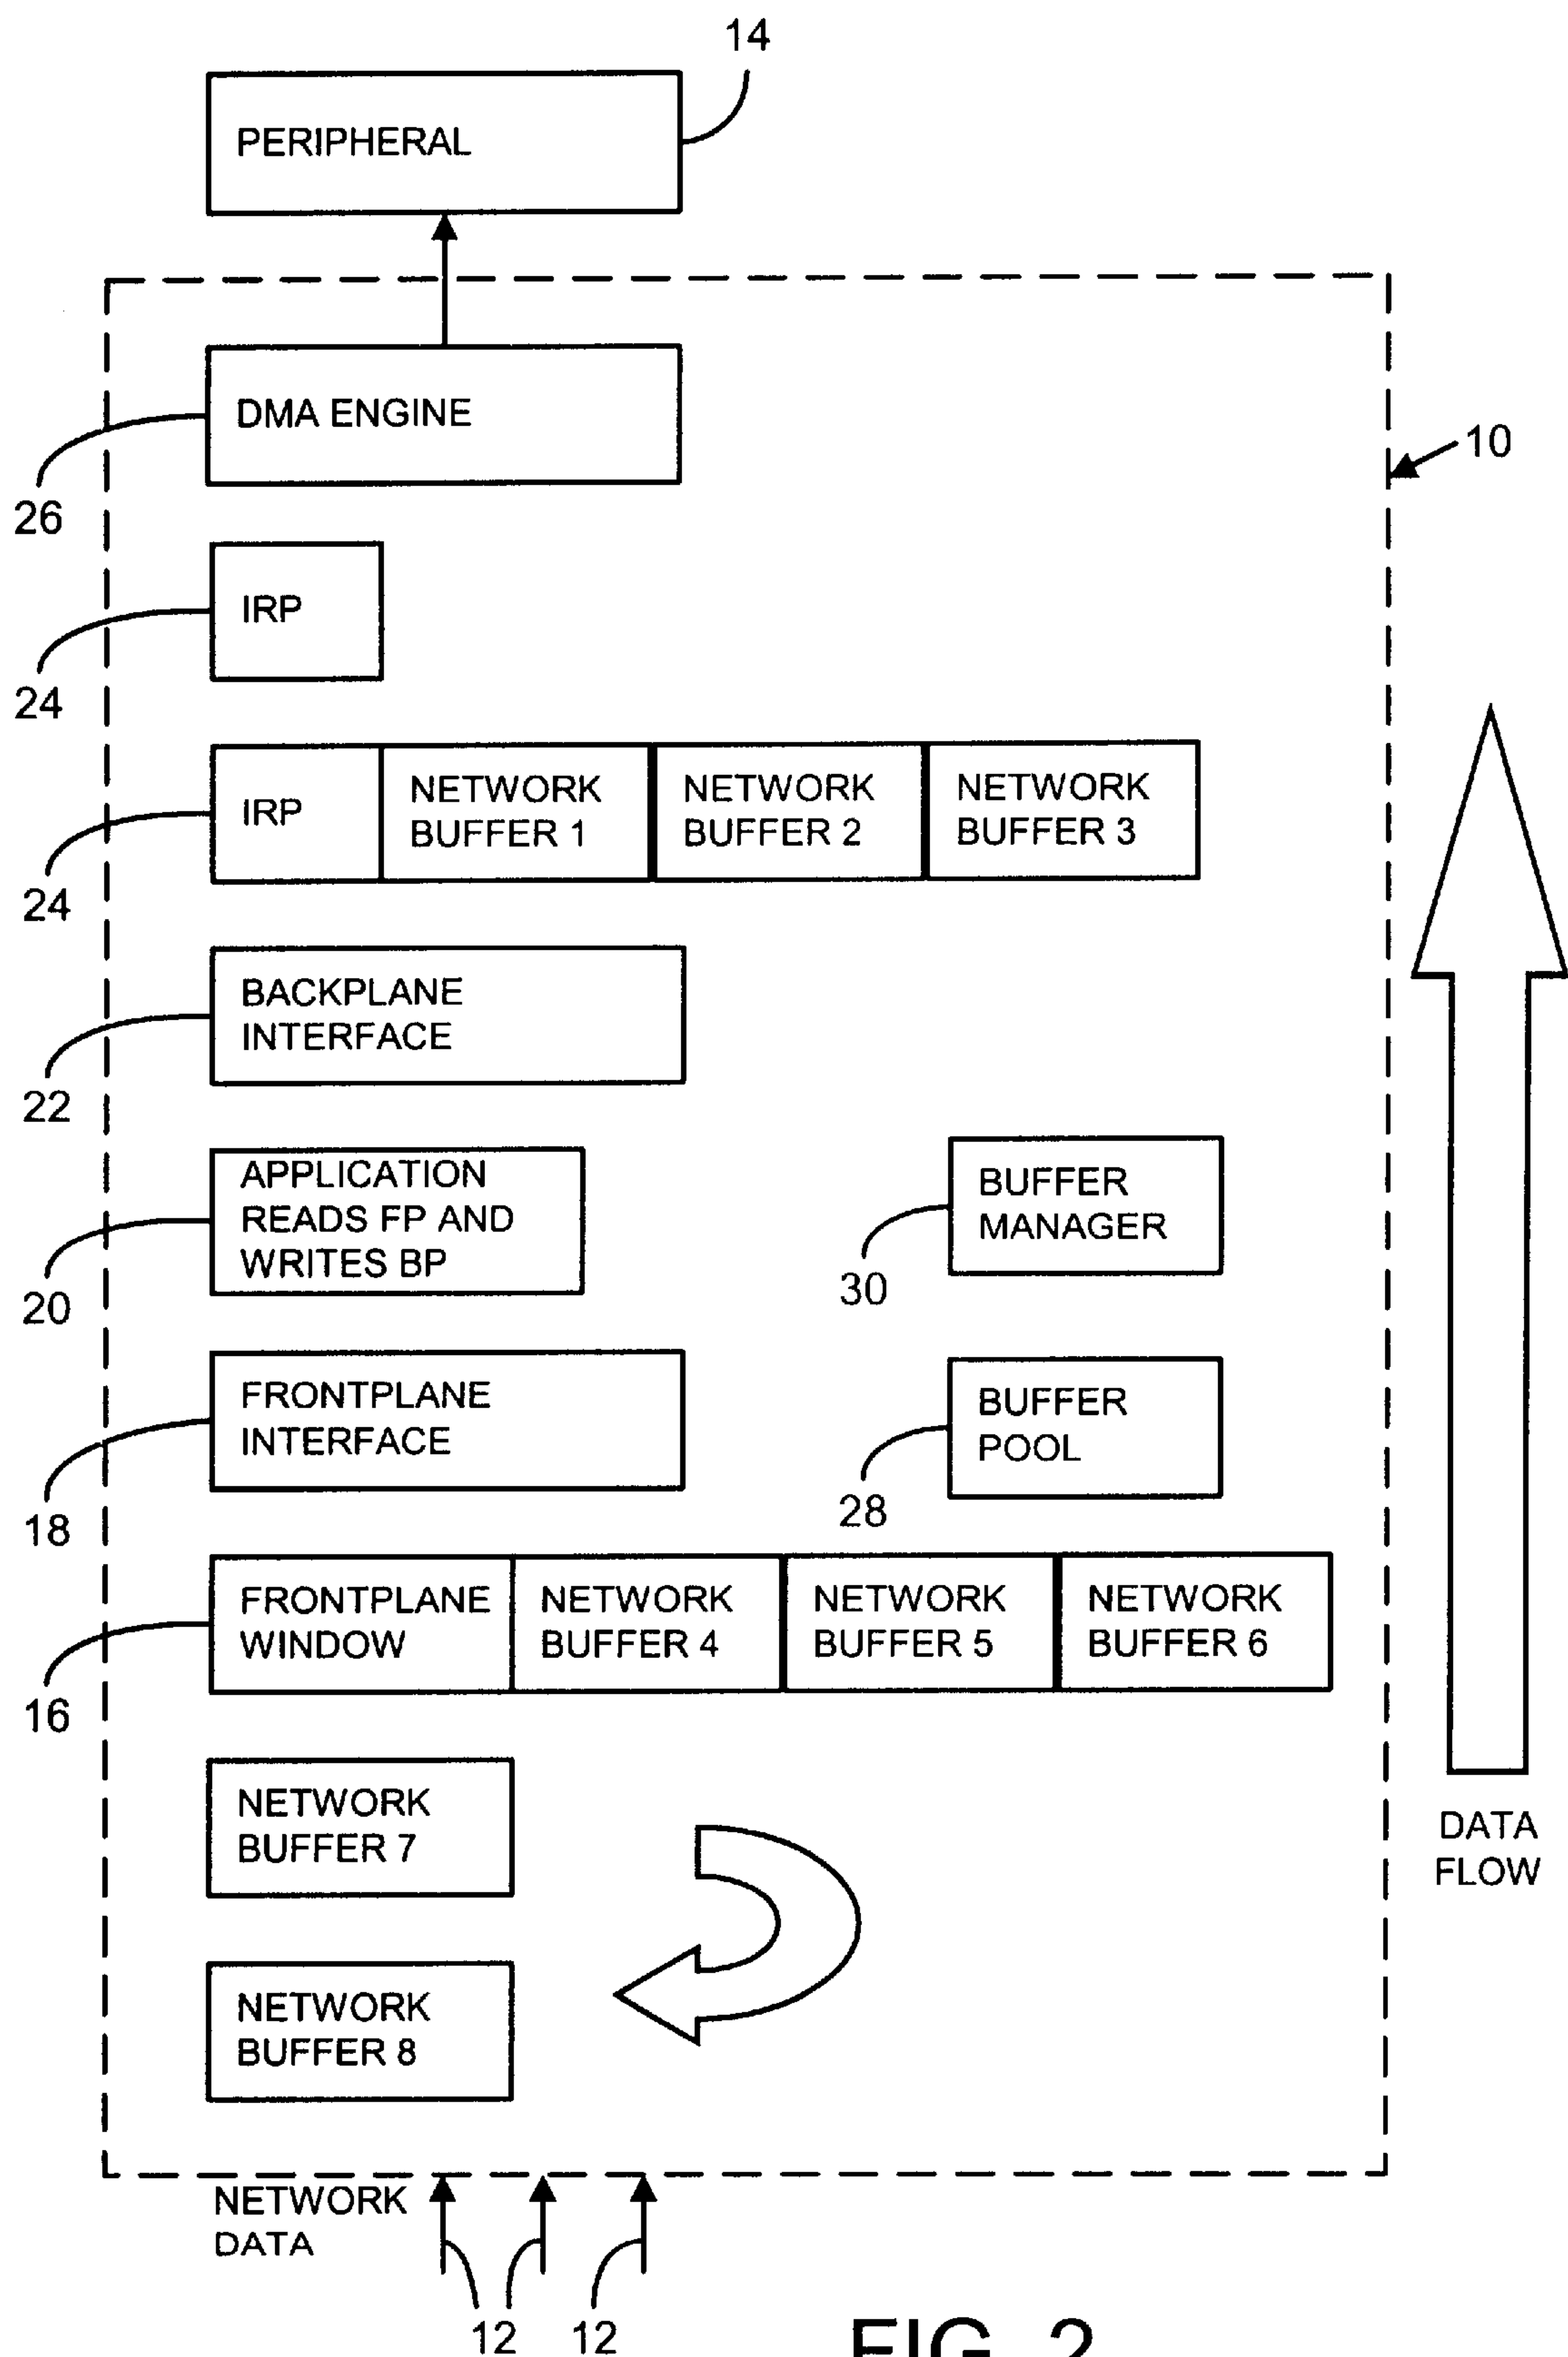 14
PERIPHERAL
DMA ENGINE
10
26
IRP
24
IRP
NETWORK
BUFFER 1
NETWORK
BUFFER 2
NETWORK
BUFFER 3
24
BACKPLANE
INTERFACE
22
APPLICATION
READS FP AND
WRITES BP
20
BUFFER
MANAGER
30
FRONTPLANE
INTERFACE
18
BUFFER
POOL
28
FRONTPLANE
WINDOW
NETWORK
BUFFER 4
NETWORK
BUFFER 5
NETWORK
BUFFER 6
16
NETWORK
BUFFER 7
DATA
FLOW
NETWORK
BUFFER 8
NETWORK
DATA
12
12
FIG. 2